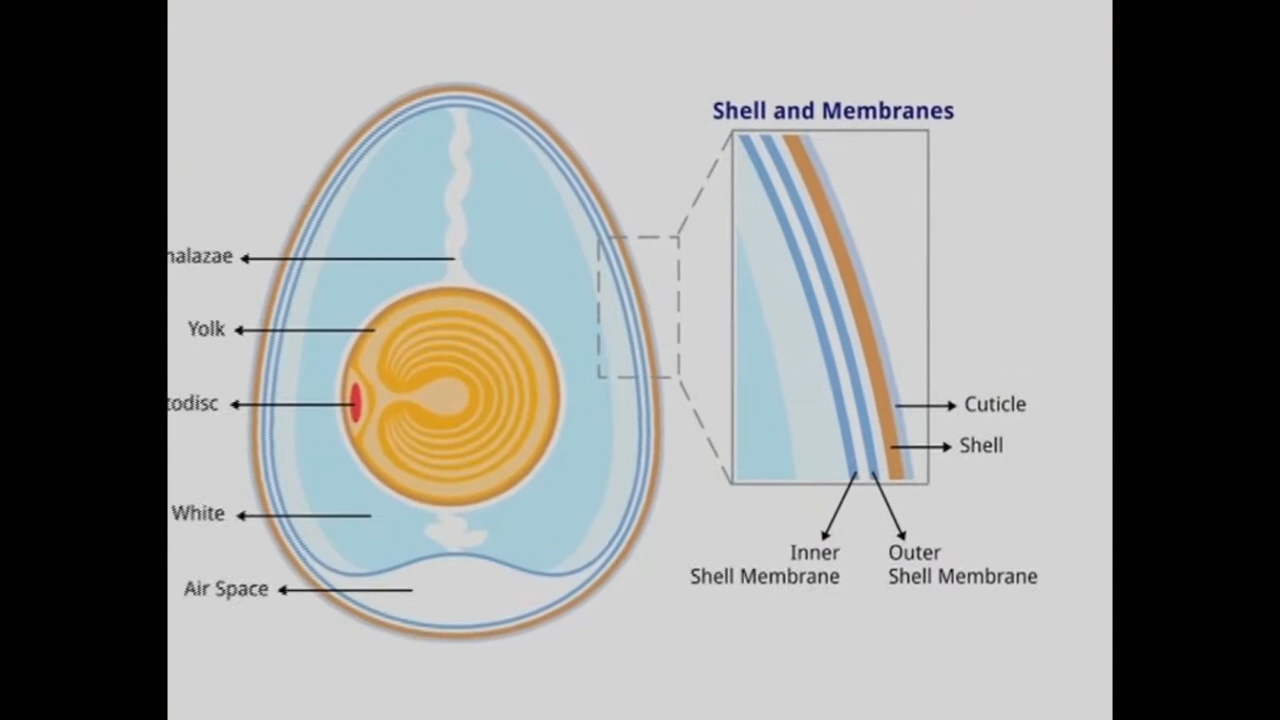 Shell and Membranes
halazae
Yolk
todisc
White
Air Space
Cuticle
Shell
Inner
Shell Membrane
Outer
Shell Membrane